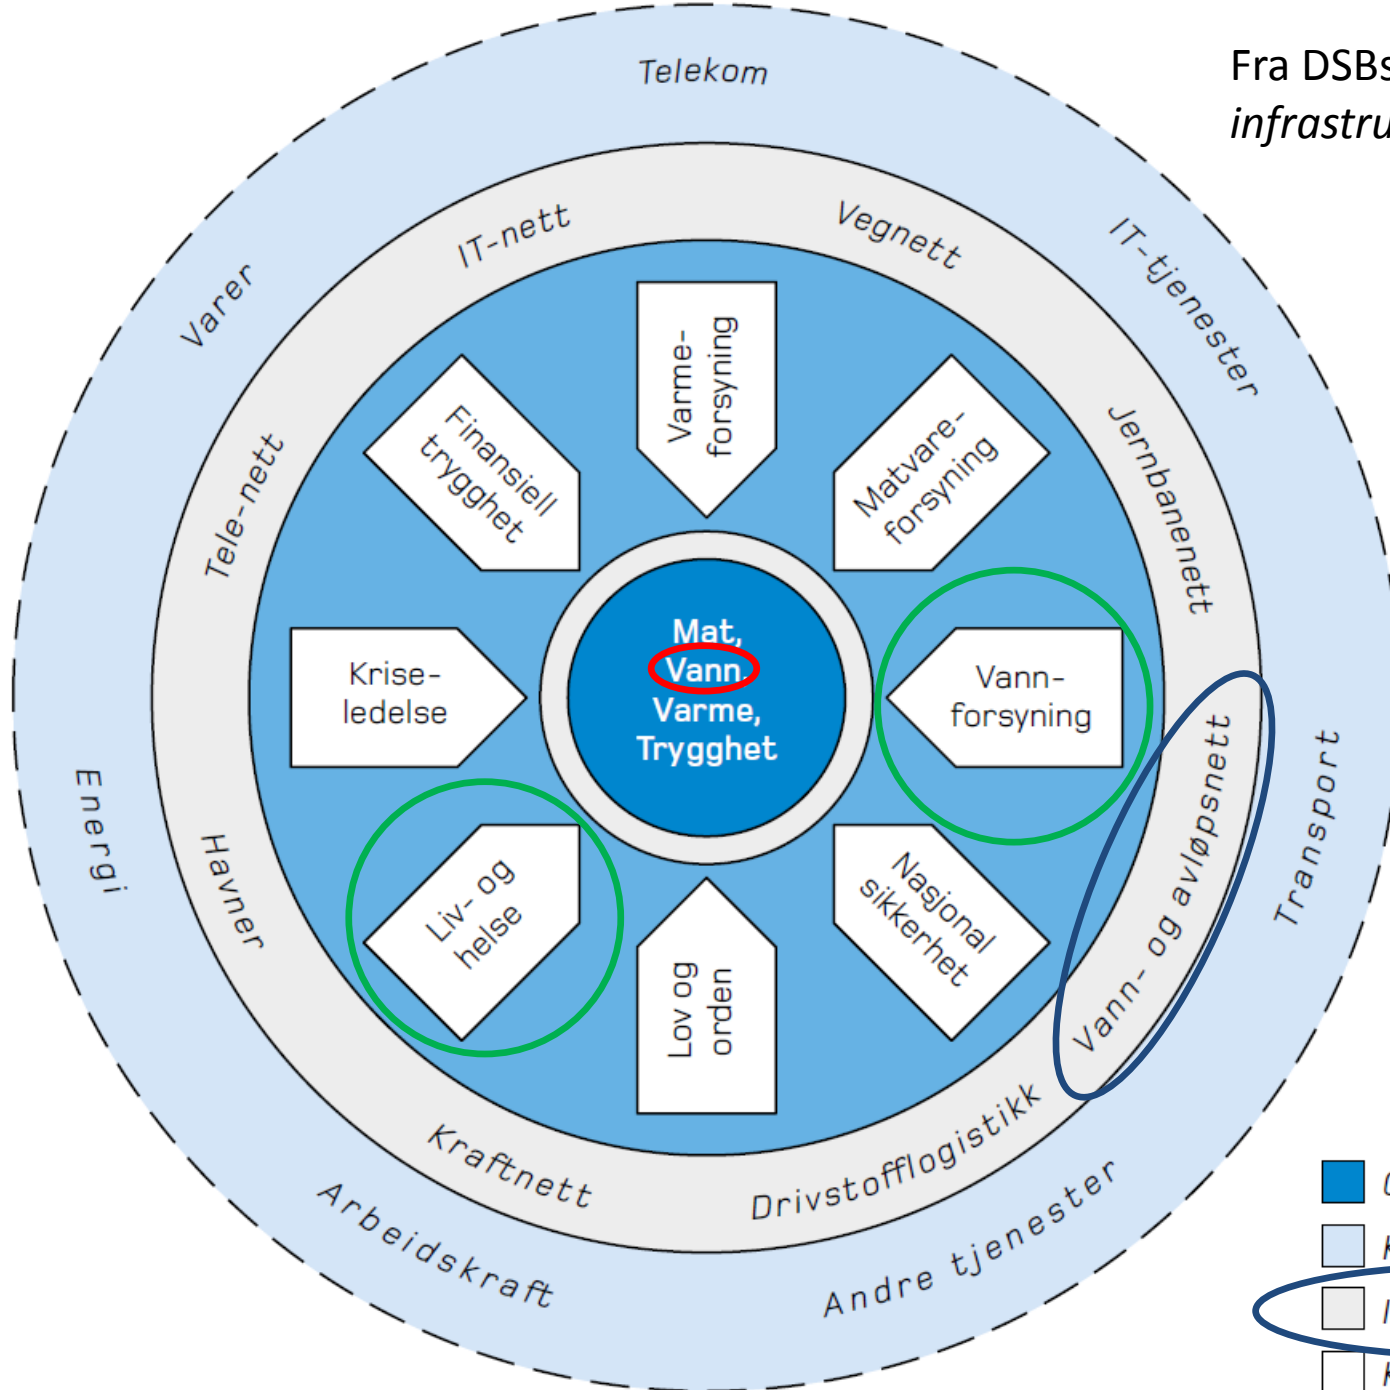 Fra DSBs
Telekom
IT-tjenester
Transport
Andre tjenester
Arbeidskraft
Energi
Varer
IT-nett
Vegnett
Jernbanenett
Vann- og avløpsnett
Drivstofflogistikk
Kraftnett
Havner
Tele-nett
Varme-
forsyning
Matvare-
forsyning
Vann-
forsyning
Nasjonal
sikkerhet
Lov og
orden
Liv- og
helse
Krise-
ledelse
Finansiell
trygghet
Mat,
Vann,
Varme,
Trygghet